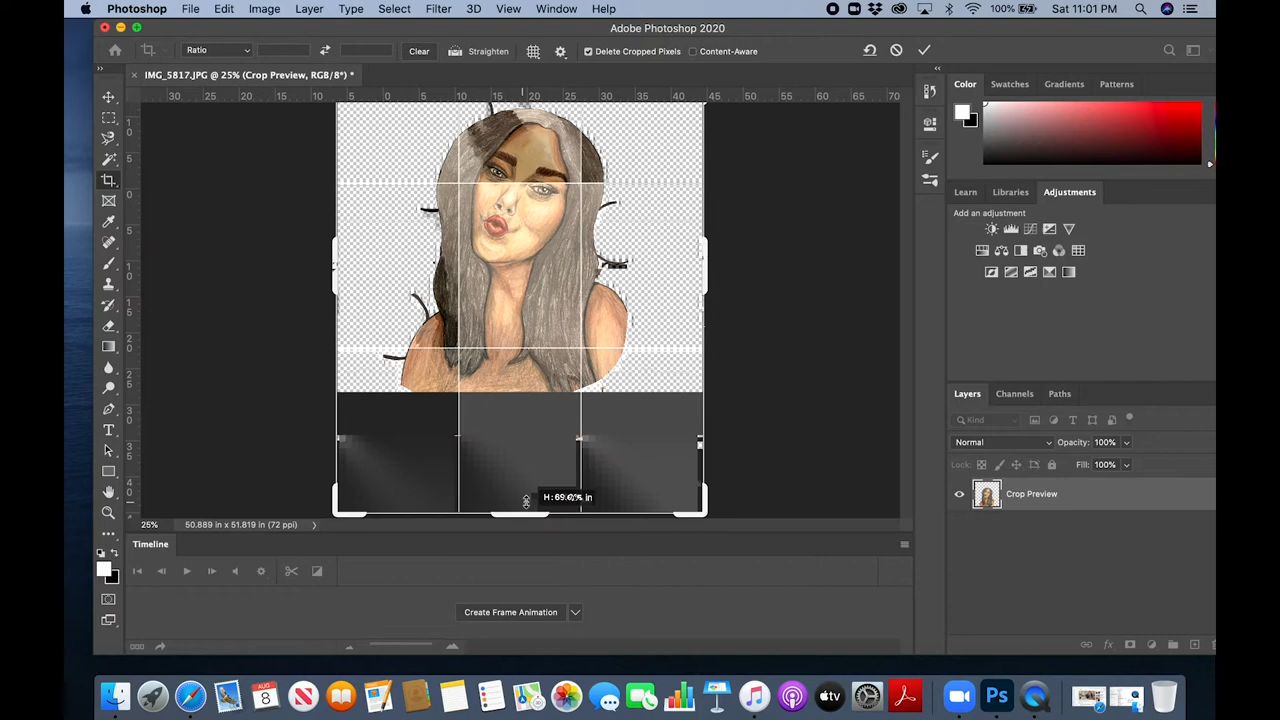 Photoshop File Edit Image Layer Type Select Filter 3D View Window Help 100% Sat 11:01 PM
Adobe Photoshop 2020
Ratio Clear Straighten Delete Cropped Pixels Content-Aware
IMG_5817.JPG @ 25% (Crop Preview, RGB/8*) *
30 25 20 15 10 5 0 5 10 15 20 25 30 35 40 45 50 55 60 65 70
Color Swatches Gradients Patterns
Learn Libraries Adjustments
Add an adjustment
Layers Channels Paths
Kind
Normal Opacity: 100%
Lock: Fill: 100%
Crop Preview
25% 50.889 in x 51.819 in (72 ppi)
Timeline
Create Frame Animation
AUG
8
tv
Ps